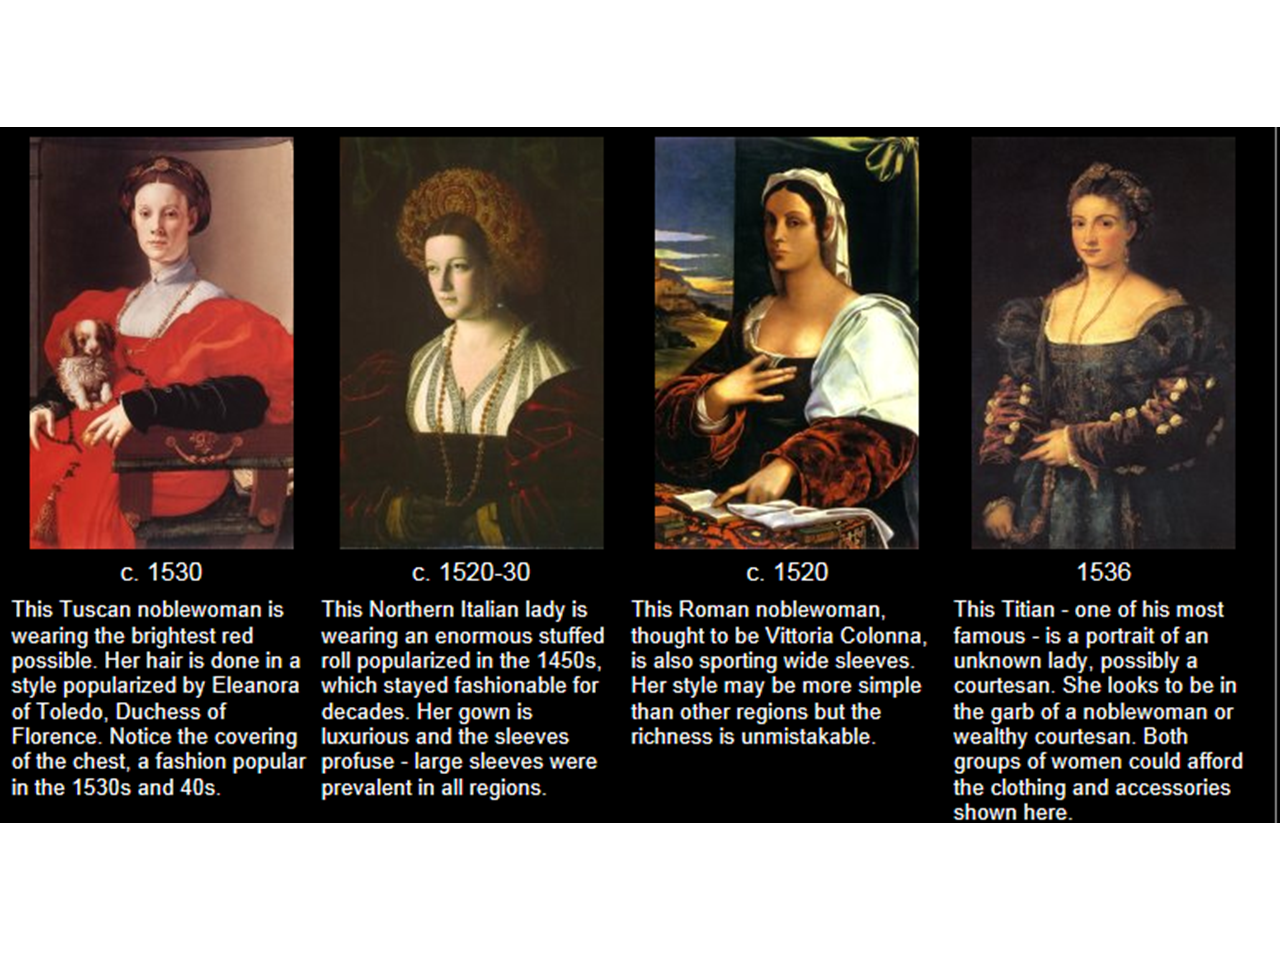 c. 1530
This Tuscan noblewoman is
wearing the brightest red
possible. Her hair is done in a
style popularized by Eleanora
of Toledo, Duchess of
Florence. Notice the covering
of the chest, a fashion popular
in the 1530s and 40s.
c. 1520-30
This Northern Italian lady is
wearing an enormous stuffed
roll popularized in the 1450s,
which stayed fashionable for
decades. Her gown is
luxurious and the sleeves
profuse - large sleeves were
prevalent in all regions.
c. 1520
This Roman noblewoman,
thought to be Vittoria Colonna,
is also sporting wide sleeves.
Her style may be more simple
than other regions but the
richness is unmistakable.
1536
This Titian - one of his most
famous - is a portrait of an
unknown lady, possibly a
courtesan. She looks to be in
the garb of a noblewoman or
wealthy courtesan. Both
groups of women could afford
the clothing and accessories
shown here.